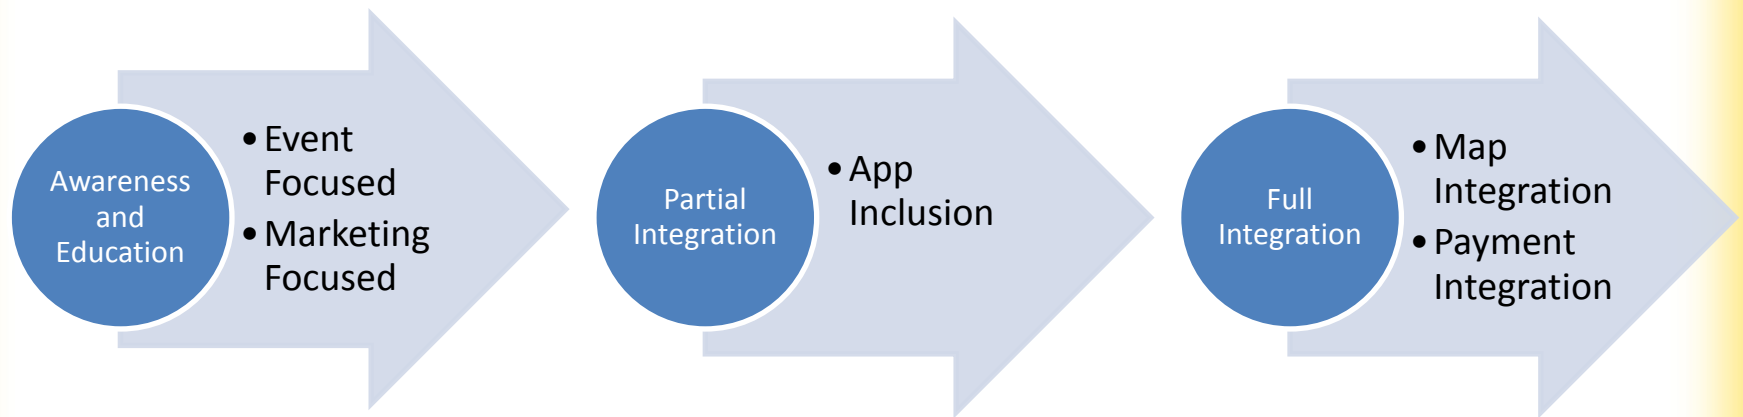 Awareness
and
Education
• Event
Focused
• Marketing
Focused
Partial
Integration
• App
Inclusion
Full
Integration
• Map
Integration
• Payment
Integration